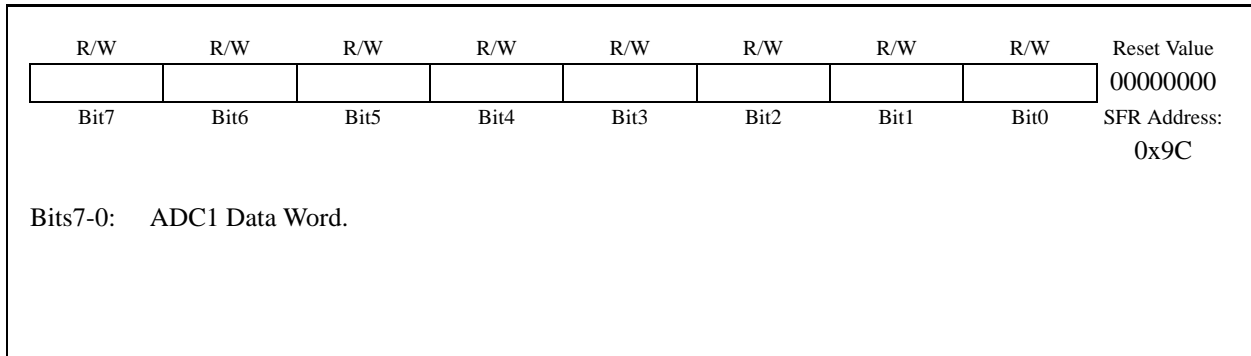 R/W R/W R/W R/W R/W R/W R/W R/W Reset Value
00000000
Bit7 Bit6 Bit5 Bit4 Bit3 Bit2 Bit1 Bit0 SFR Address:
0x9C
Bits7-0: ADC1 Data Word.